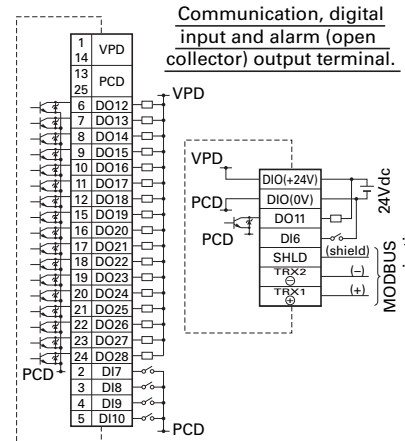 Communication, digital
input and alarm (open
collector) output terminal.
1
14 VPD
13
25 PCD
VPD
6 DO12
7 DO13
8 DO14
9 DO15
10 DO16
11 DO17
12 DO18
15 DO19
16 DO20
17 DO21
18 DO22
19 DO23
20 DO24
21 DO25
22 DO26
23 DO27
24 DO28
PCD
2 DI7
3 DI8
4 DI9
5 DI10
PCD
VPD
DIO(+24V)
PCD
DIO(0V)
24Vdc
DO11
PCD
DI6
SHLD (shield)
TRX2 ⊖ (−)
TRX1 ⊕ (+)
MODBUS